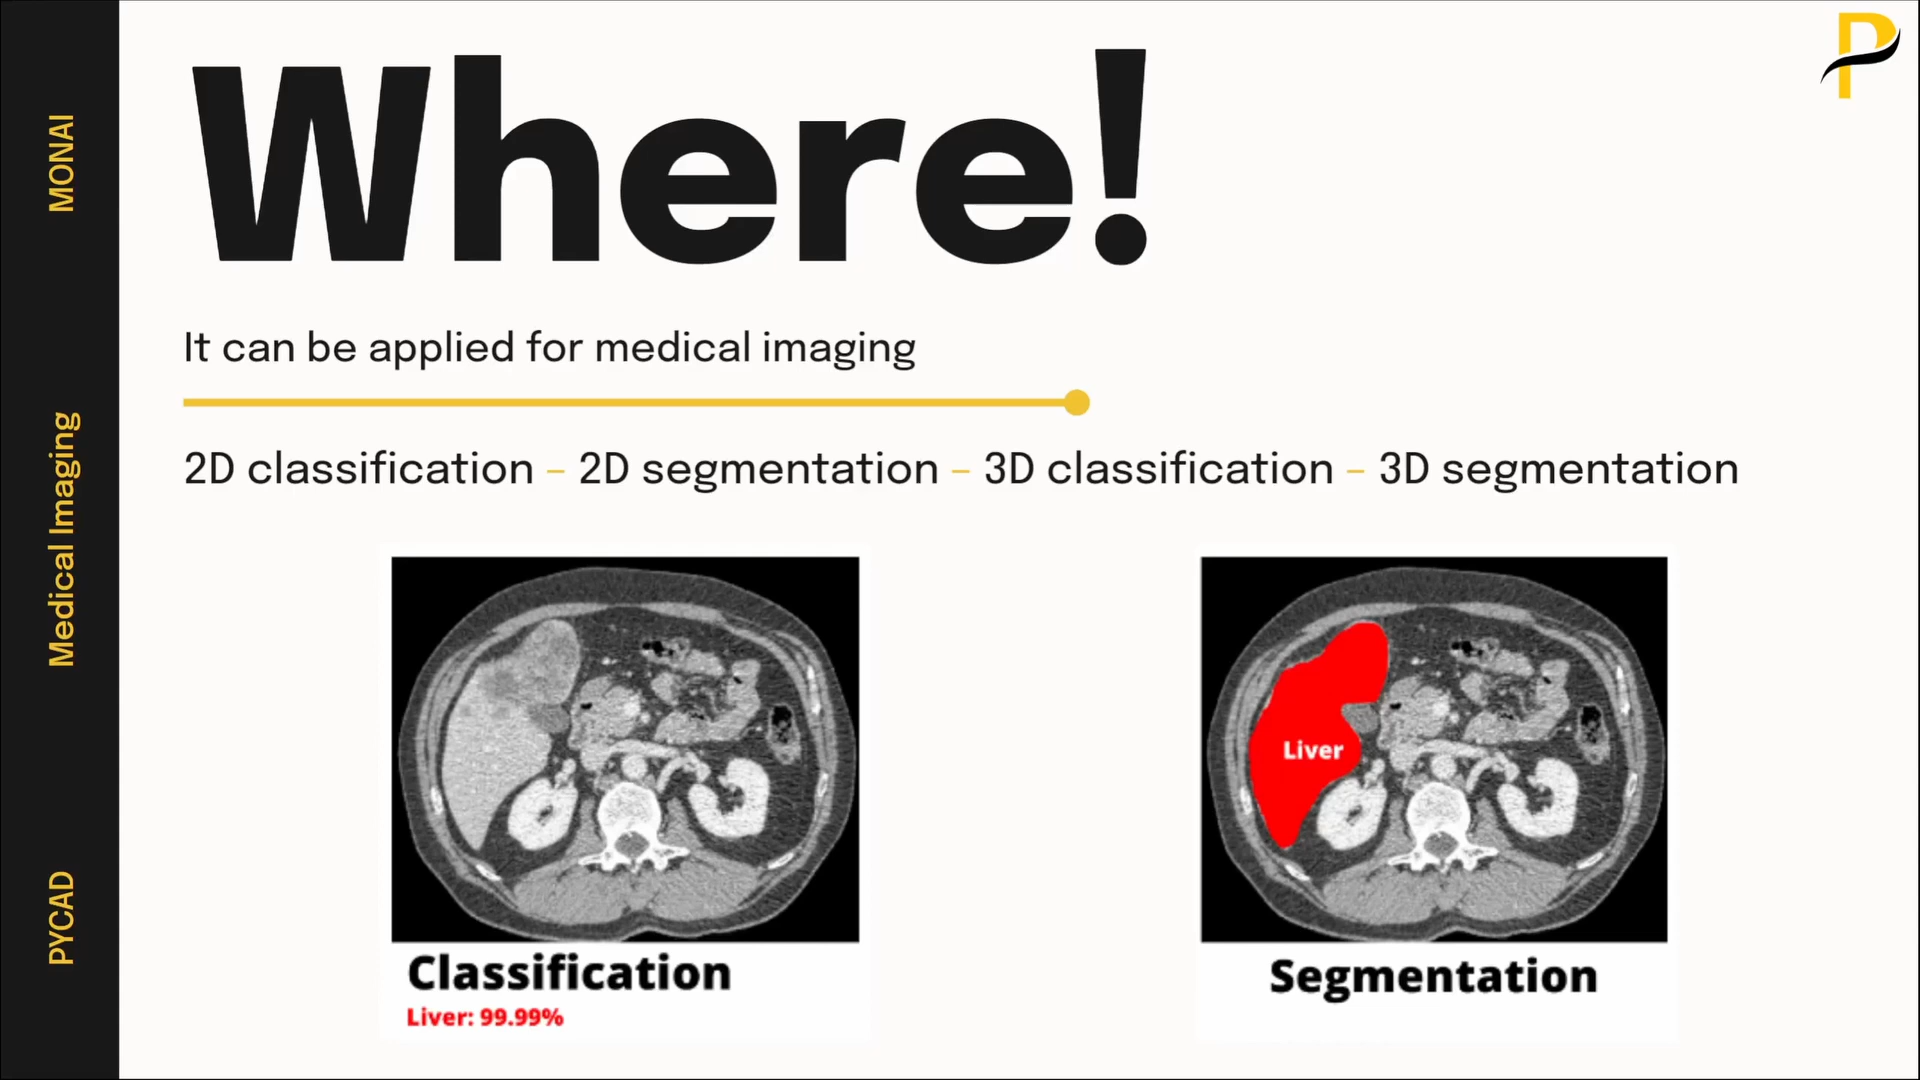 Where!
It can be applied for medical imaging
2D classification – 2D segmentation – 3D classification – 3D segmentation
Liver
Classification
Liver: 99.99%
Segmentation
MONAI
Medical Imaging
PYCAD
P